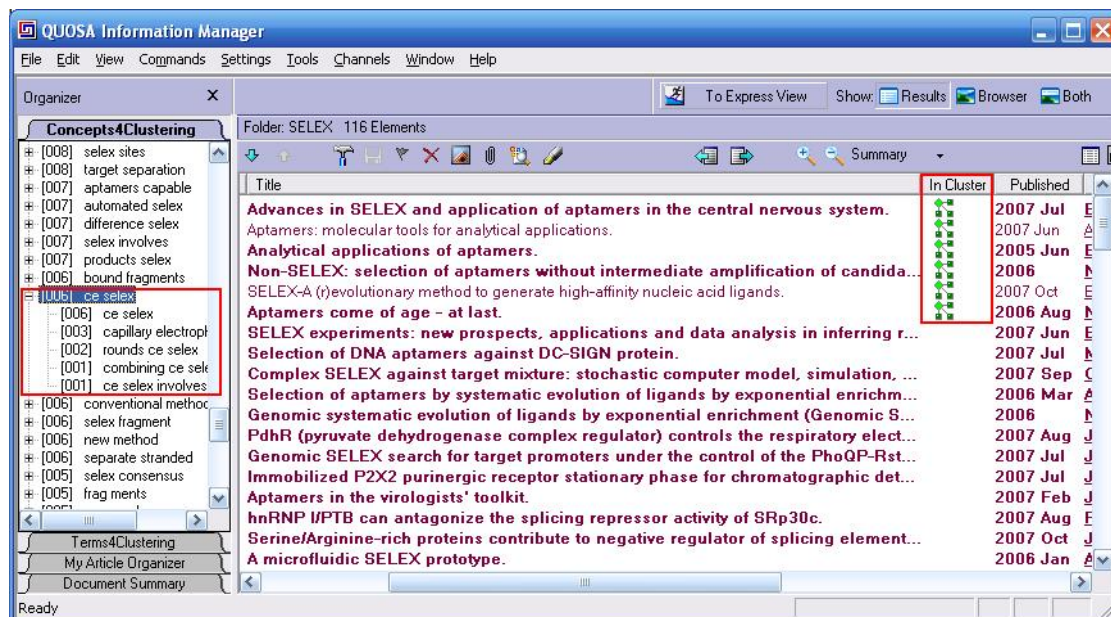 QUOSA Information Manager
File Edit View Commands Settings Tools Channels Window Help
Organizer X
To Express View Show: Results Browser Both
Concepts4Clustering
Folder: SELEX 116 Elements
Summary
[008] selex sites
[008] target separation
[007] aptamers capable
[007] automated selex
[007] difference selex
[007] selex involves
[007] products selex
[006] bound fragments
[006] ce selex
[006] ce selex
[003] capillary electroph
[002] rounds ce selex
[001] combining ce sele
[001] ce selex involves
[006] conventional method
[006] selex fragment
[006] new method
[006] separate stranded
[005] selex consensus
[005] frag ments
Terms4Clustering
My Article Organizer
Document Summary
Title In Cluster Published
Advances in SELEX and application of aptamers in the central nervous system. 2007 Jul E
Aptamers: molecular tools for analytical applications. 2007 Jun A
Analytical applications of aptamers. 2005 Jun E
Non-SELEX: selection of aptamers without intermediate amplification of candida... 2006 N
SELEX-A (r)evolutionary method to generate high-affinity nucleic acid ligands. 2007 Oct E
Aptamers come of age - at last. 2006 Aug N
SELEX experiments: new prospects, applications and data analysis in inferring r... 2007 Jun E
Selection of DNA aptamers against DC-SIGN protein. 2007 Jul M
Complex SELEX against target mixture: stochastic computer model, simulation, ... 2007 Sep C
Selection of aptamers by systematic evolution of ligands by exponential enrichm... 2006 Mar A
Genomic systematic evolution of ligands by exponential enrichment (Genomic S... 2006 N
PdhR (pyruvate dehydrogenase complex regulator) controls the respiratory elect... 2007 Aug J
Genomic SELEX search for target promoters under the control of the PhoQP-Rst... 2007 Jul J
Immobilized P2X2 purinergic receptor stationary phase for chromatographic det... 2007 Jul J
Aptamers in the virologists' toolkit. 2007 Feb J
hnRNP I/PTB can antagonize the splicing repressor activity of SRp30c. 2007 Aug F
Serine/Arginine-rich proteins contribute to negative regulator of splicing element... 2007 Oct J
A microfluidic SELEX prototype. 2006 Jan A
Ready